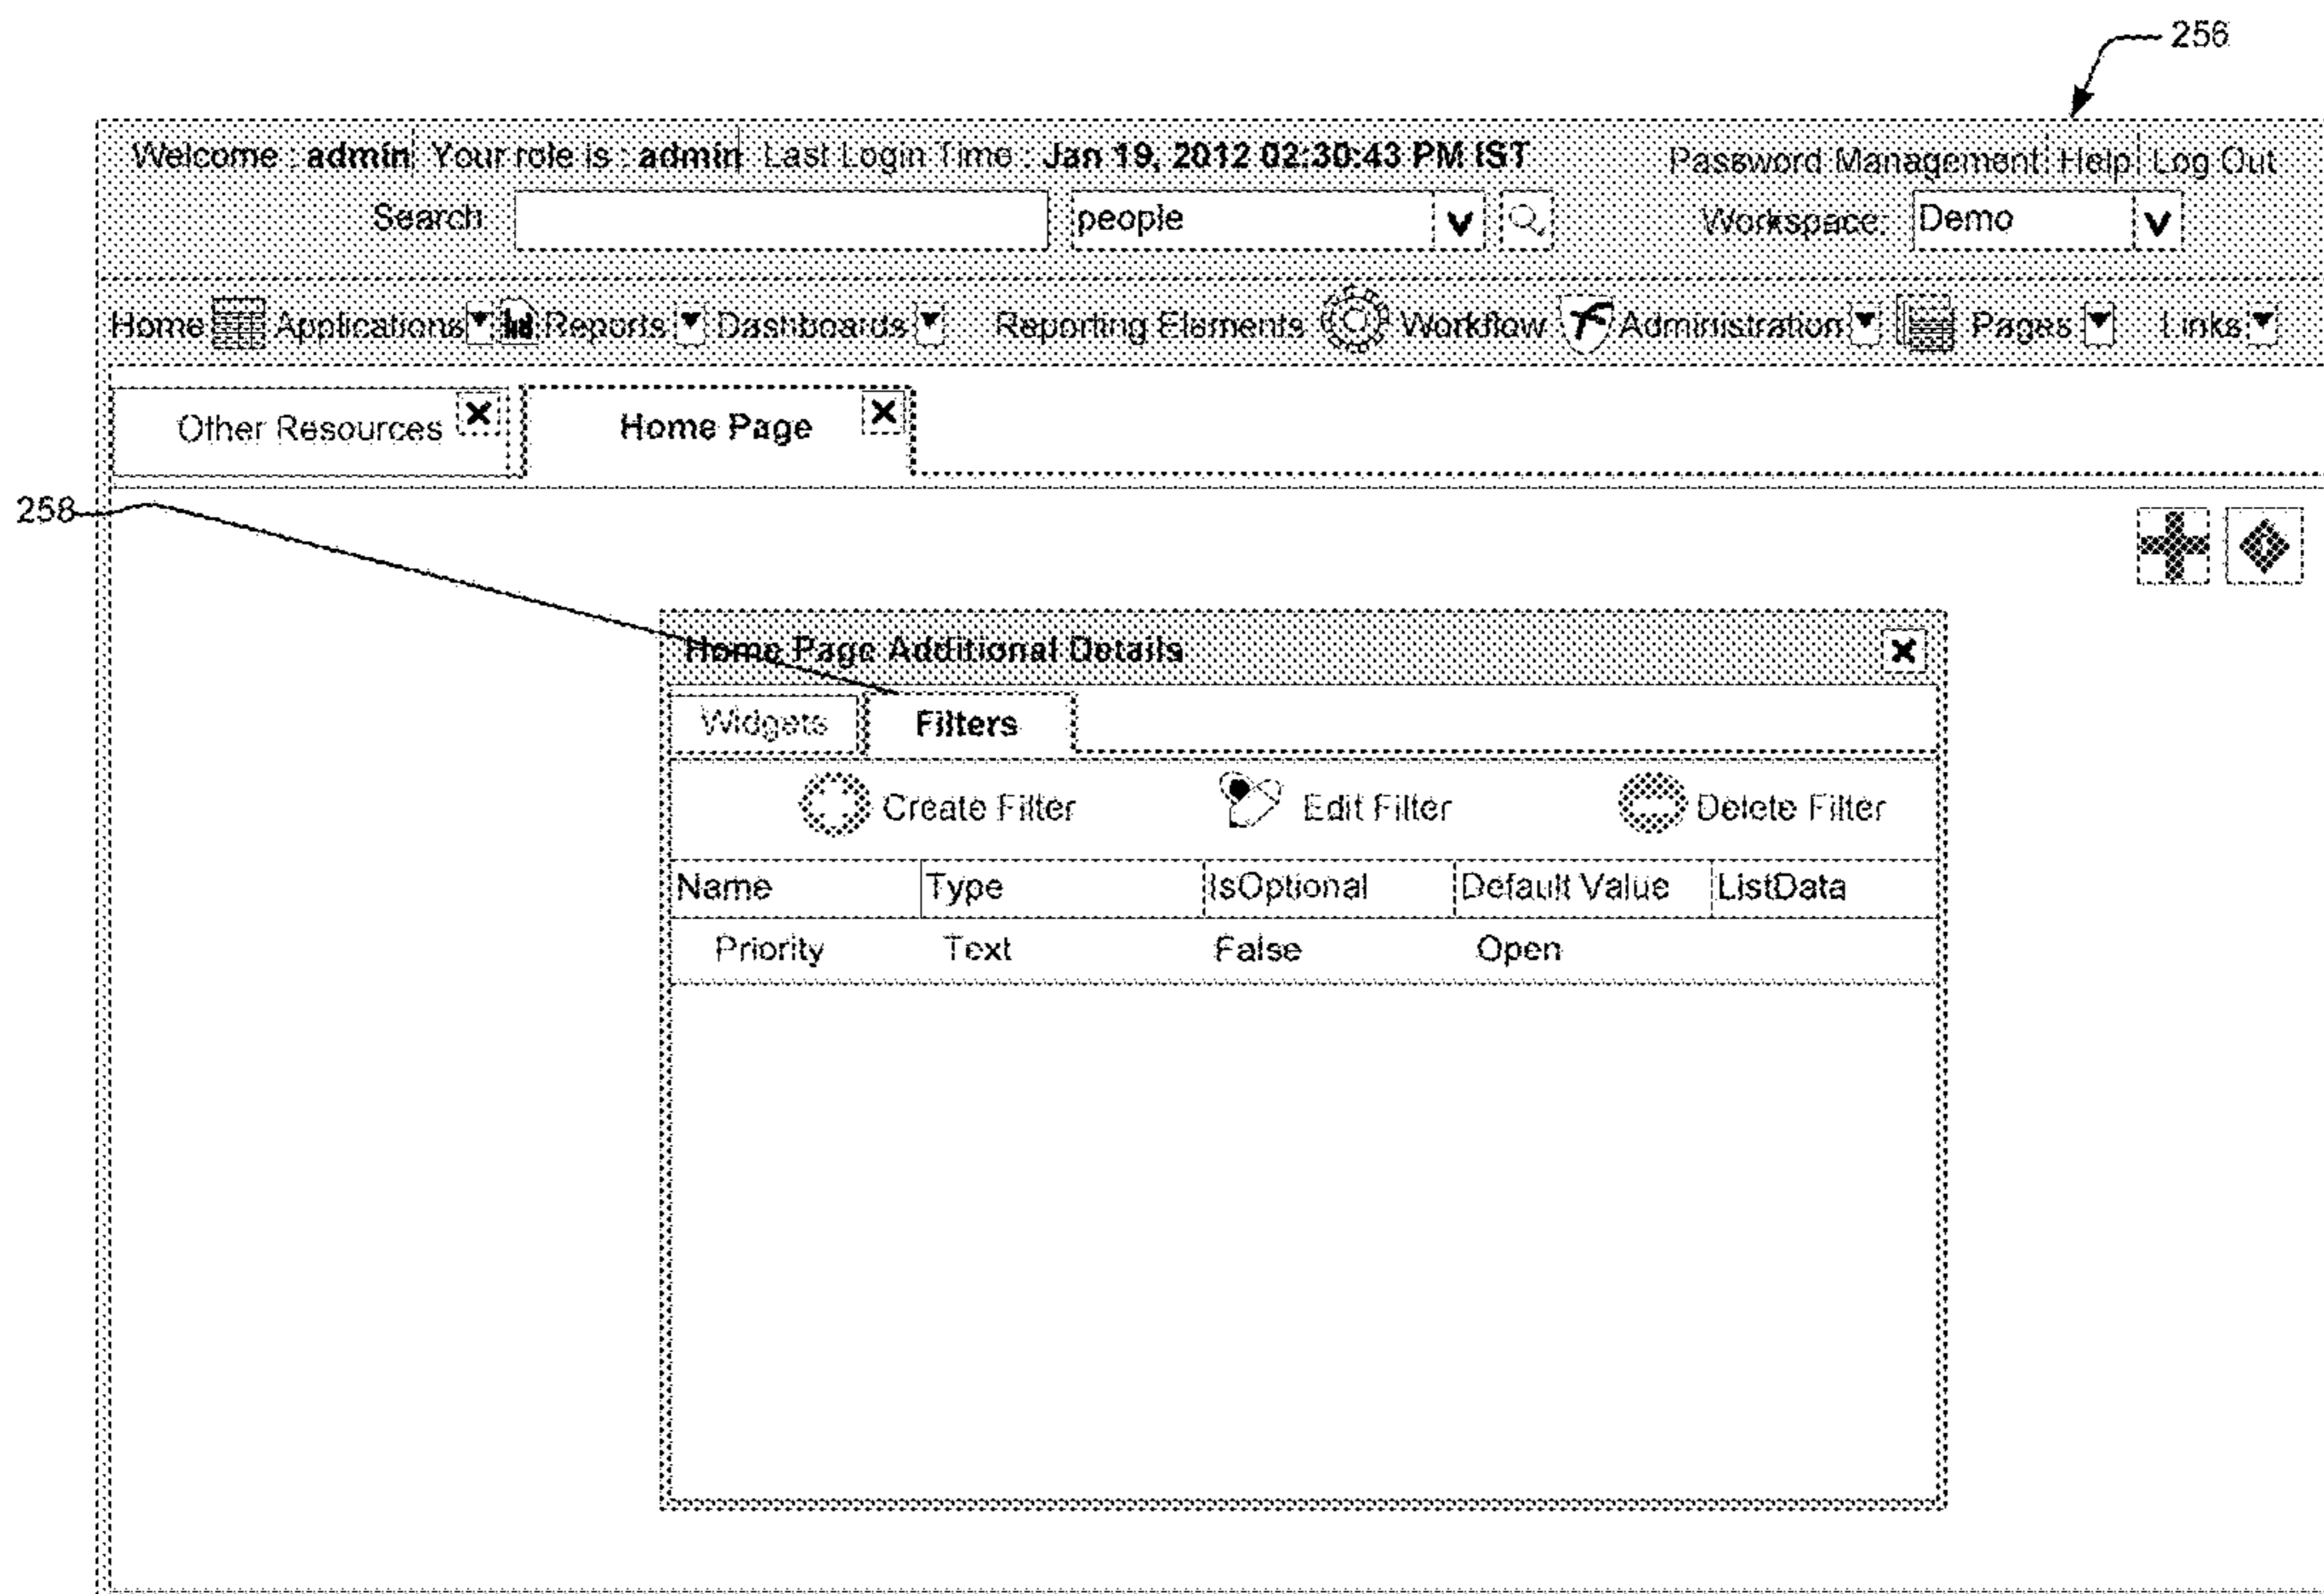 256
Welcome : admin Your role is : admin Last Login Time : Jan 19, 2012 02:30:43 PM IST Password Management Help Log Out
Search people v Workspace: Demo v
Home Applications Reports Dashboards Reporting Elements Workflow Administration Pages Links
Other Resources x Home Page x
258
Home Page Additional Details x
Widgets Filters
Create Filter Edit Filter Delete Filter
Name Type IsOptional Default Value ListData
Priority Text False Open